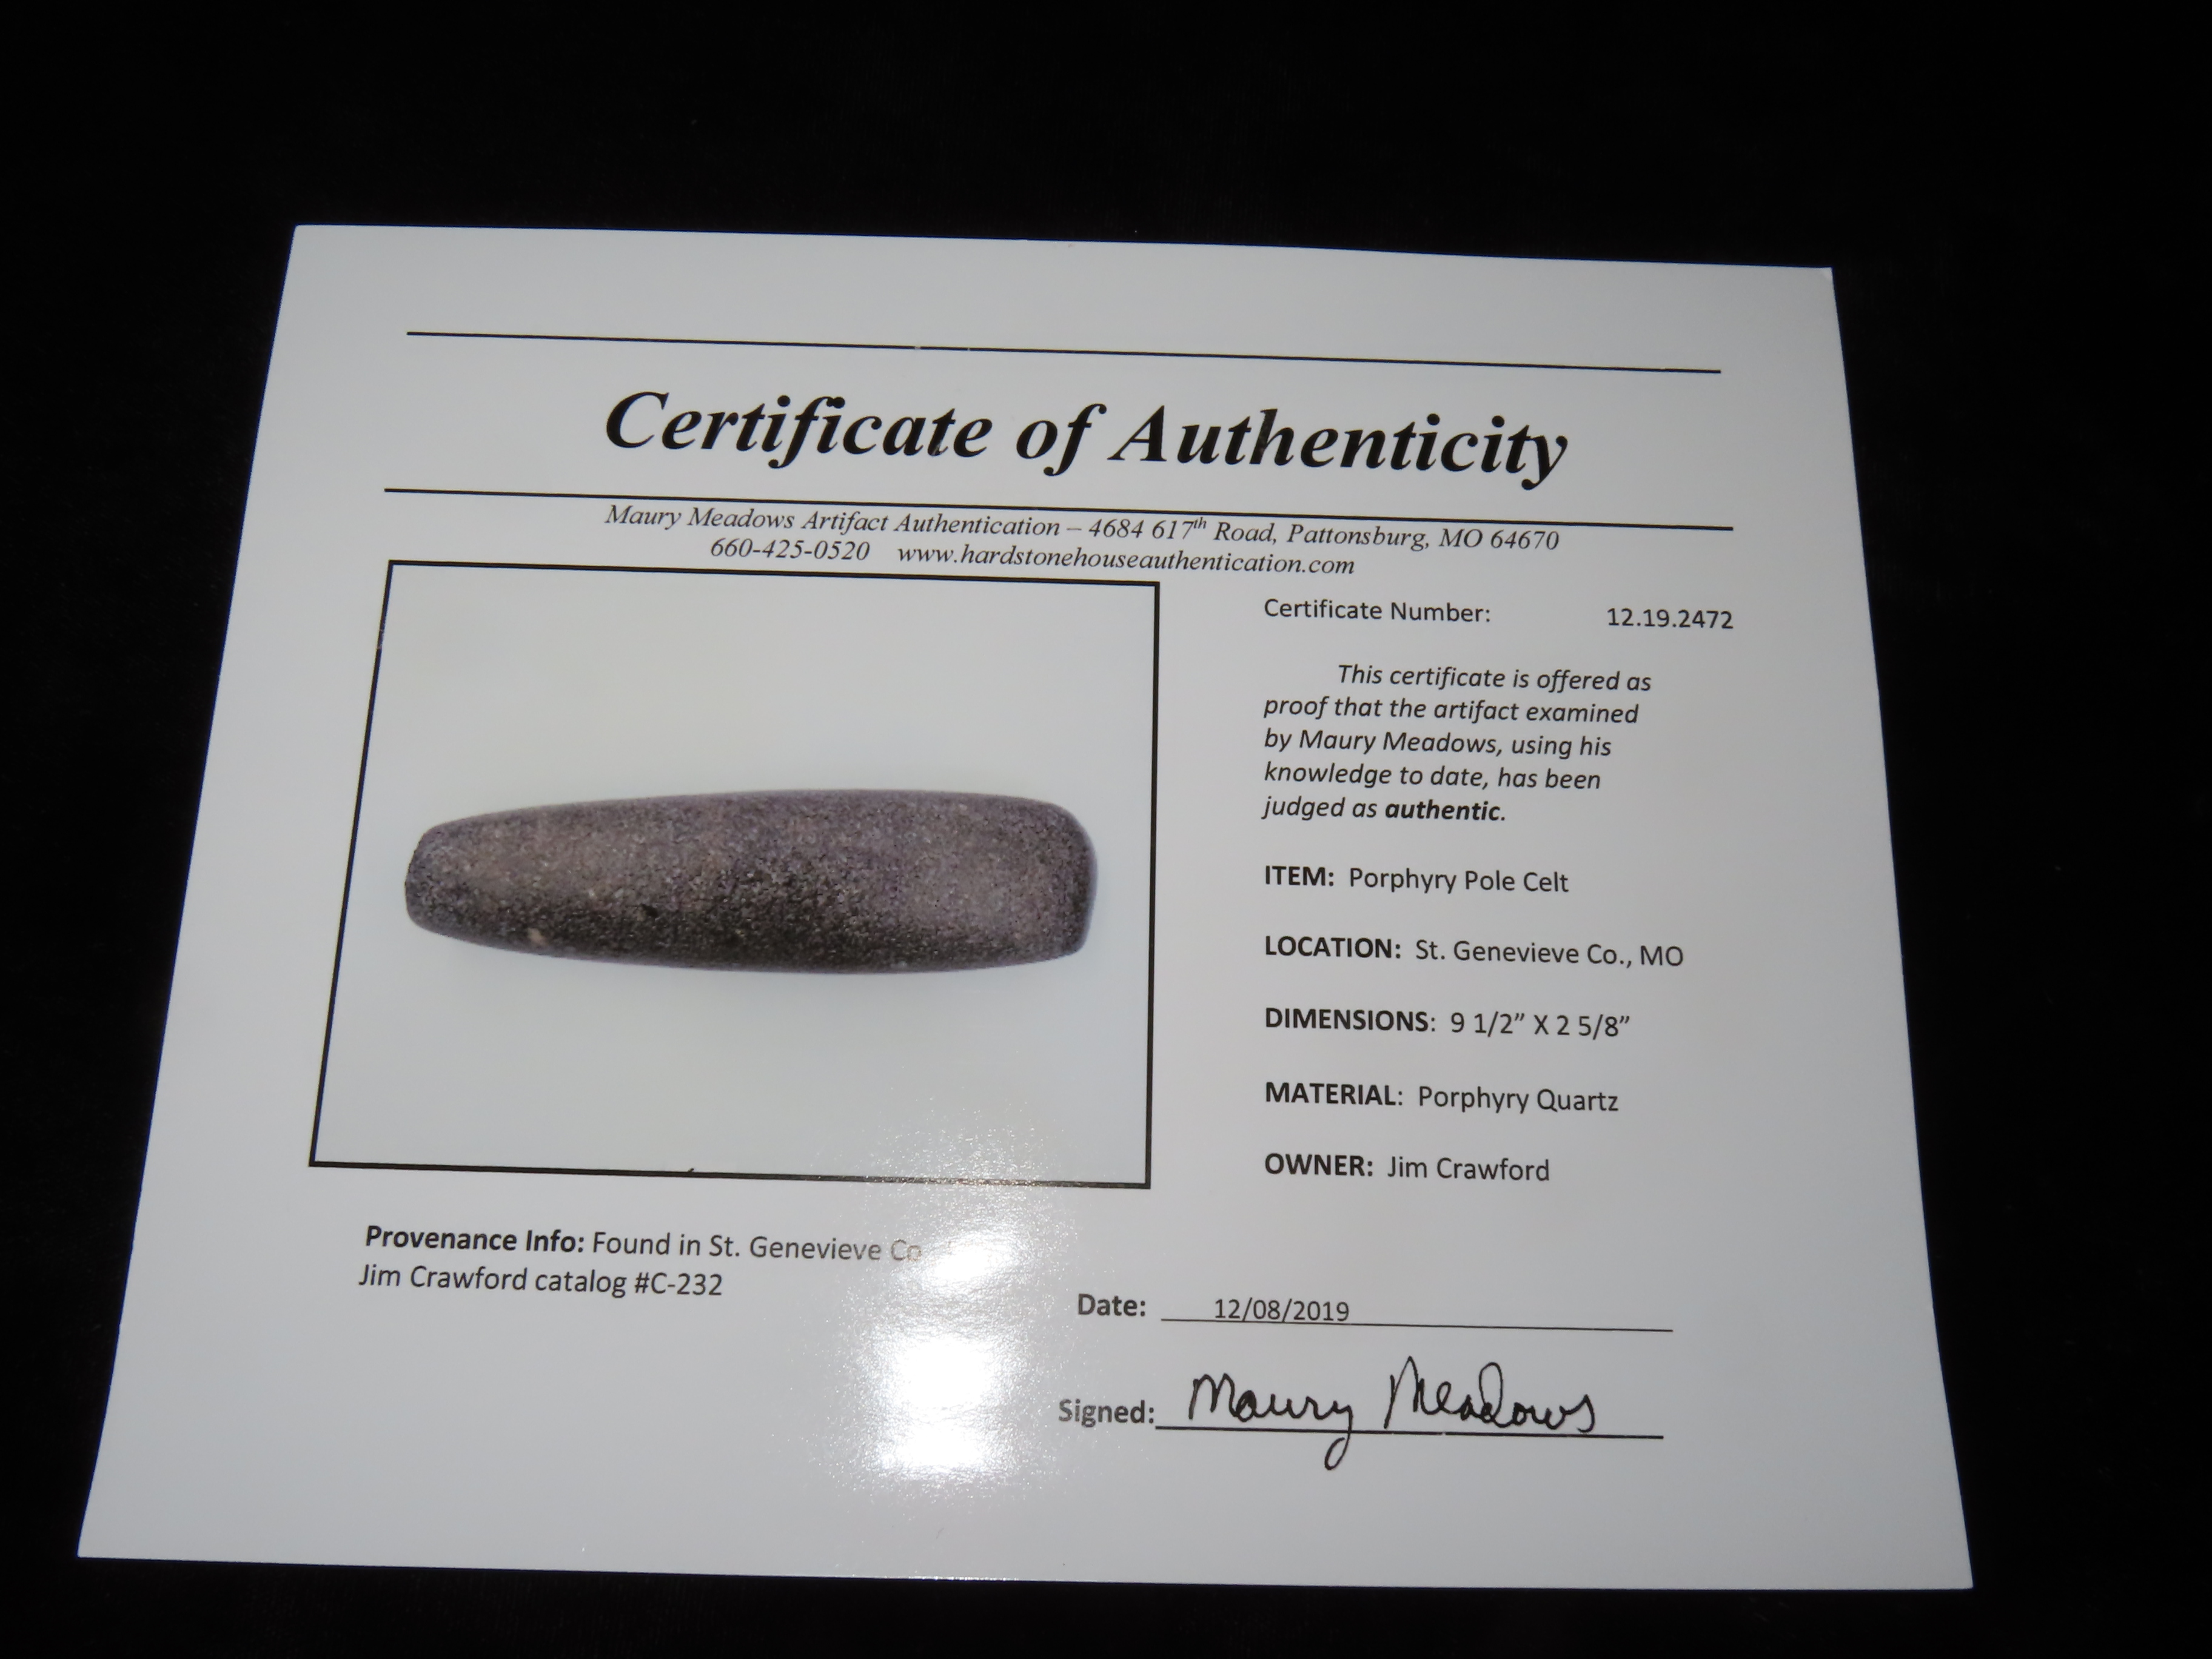 Certificate of Authenticity
Maury Meadows Artifact Authentication – 4684 617th Road, Pattonsburg, MO 64670
660-425-0520 www.hardstonehouseauthentication.com
Certificate Number: 12.19.2472
This certificate is offered as
proof that the artifact examined
by Maury Meadows, using his
knowledge to date, has been
judged as authentic.
ITEM: Porphyry Pole Celt
LOCATION: St. Genevieve Co., MO
DIMENSIONS: 9 1/2” X 2 5/8”
MATERIAL: Porphyry Quartz
OWNER: Jim Crawford
Provenance Info: Found in St. Genevieve Co
Jim Crawford catalog #C-232
Date: 12/08/2019
Signed: Maury Meadows